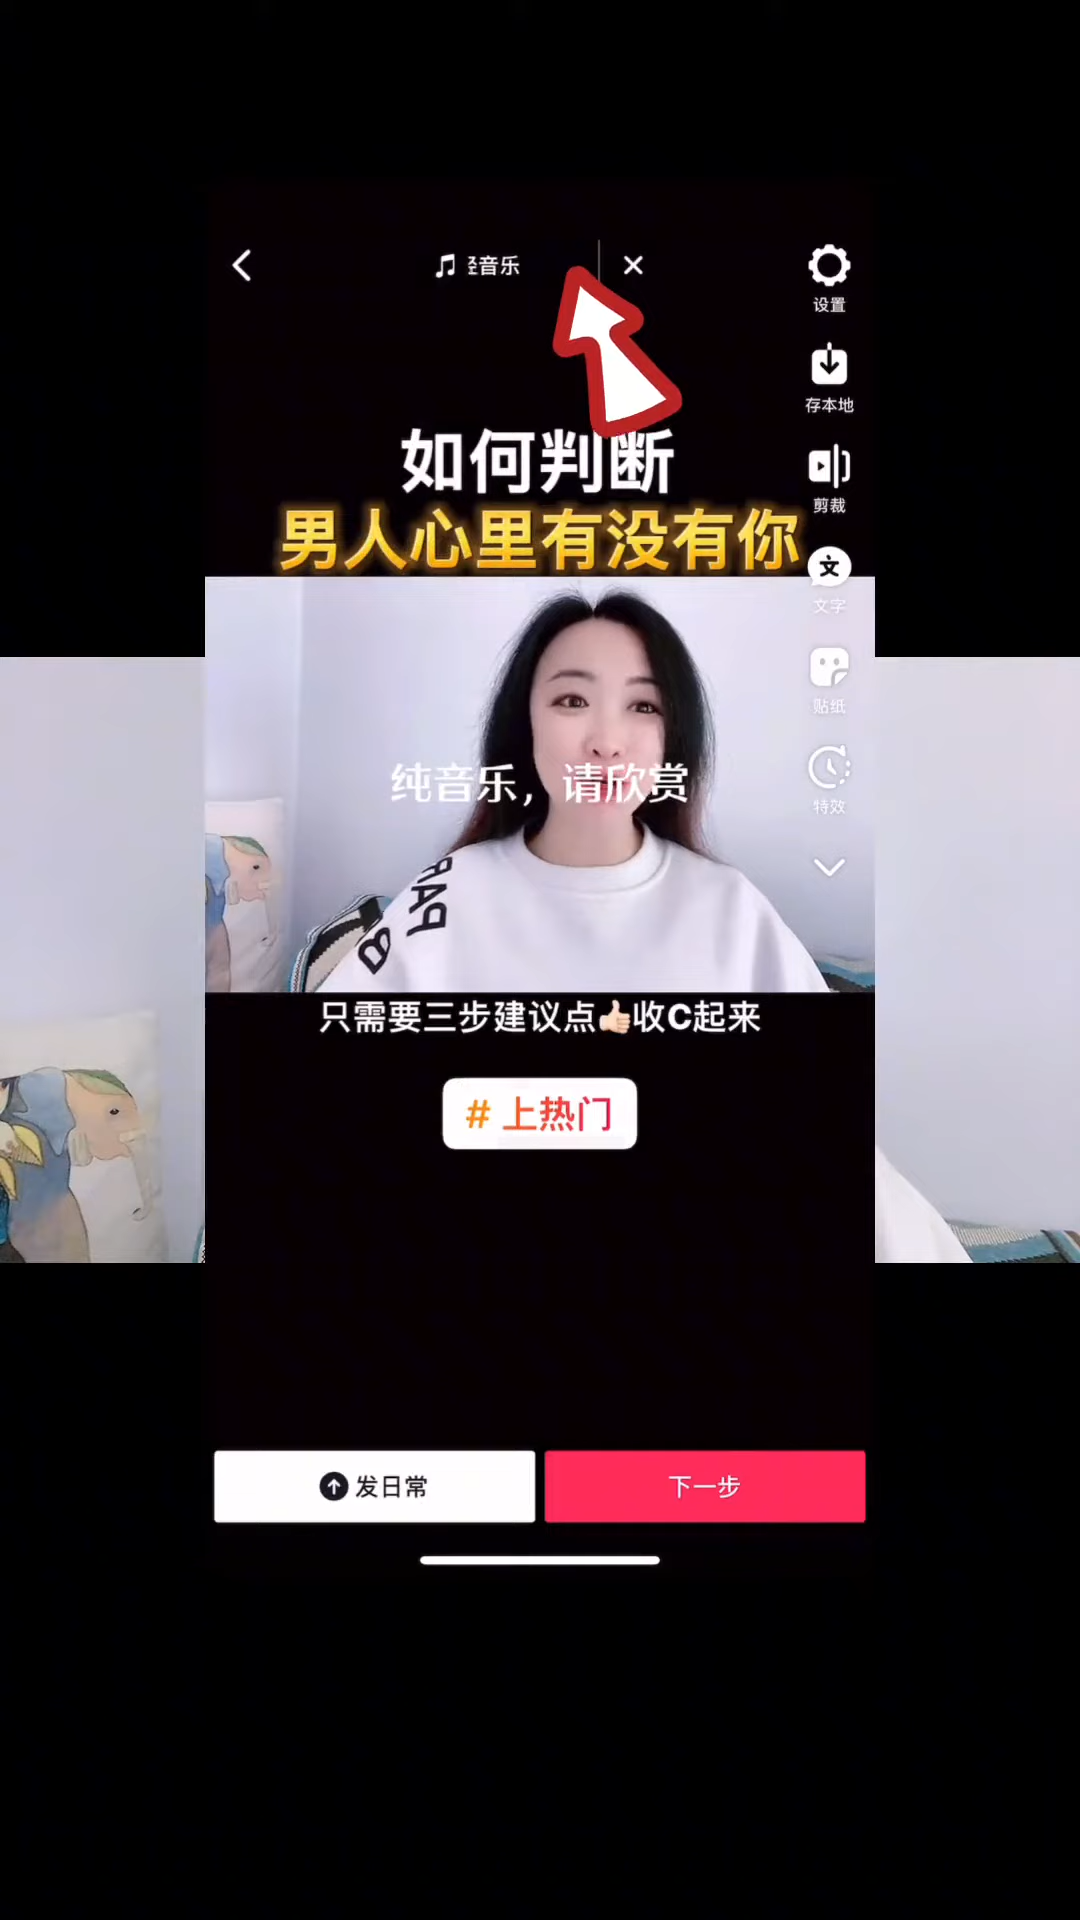 音乐
设置
存本地
如何判断
剪裁
男人心里有没有你
文
文字
贴纸
纯音乐，请欣赏
特效
PAR
B
只需要三步建议点👍🏻收C起来
# 上热门
发日常
下一步